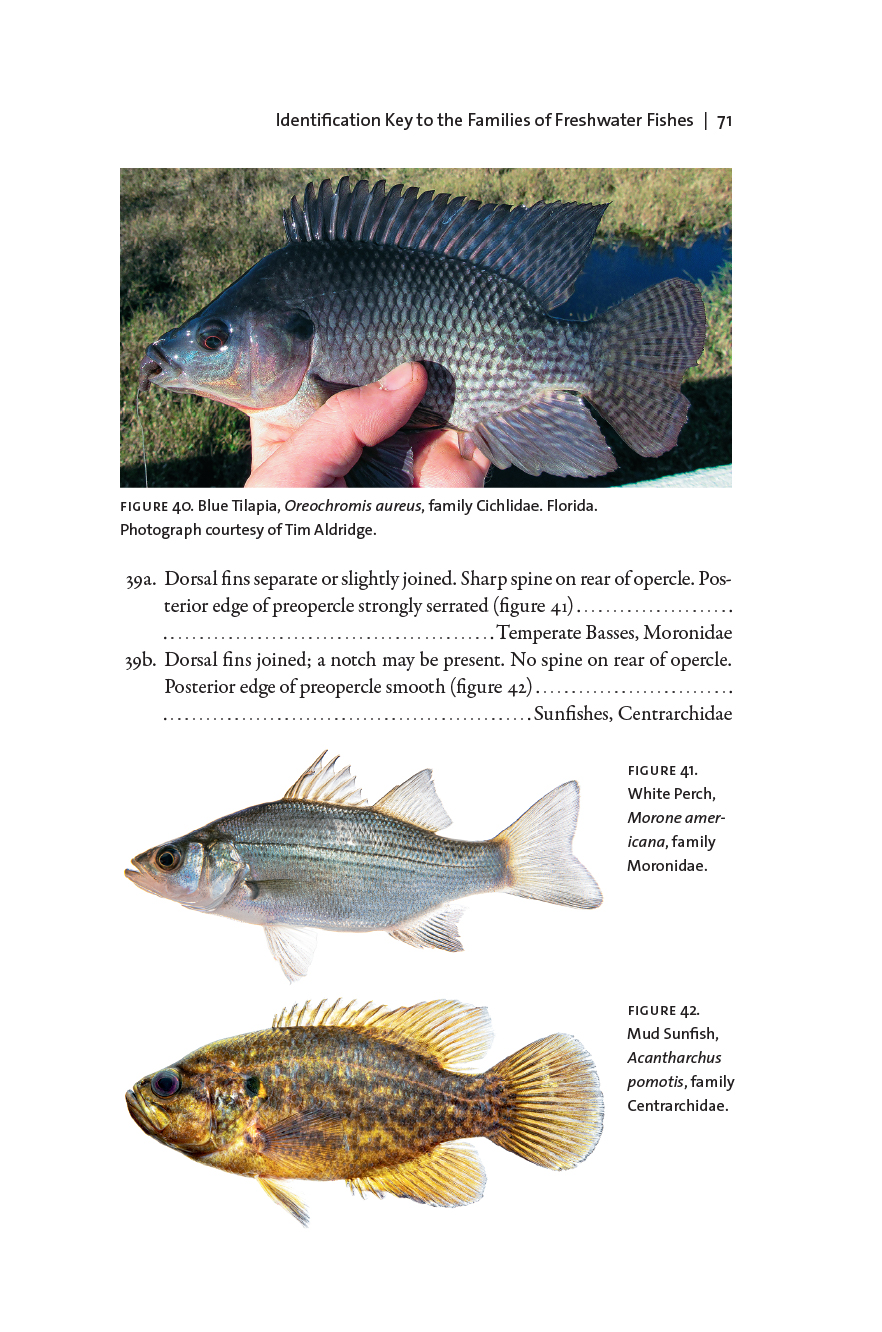 Identification Key to the Families of Freshwater Fishes | 71
FIGURE 40. Blue Tilapia, Oreochromis aureus, family Cichlidae. Florida.
Photograph courtesy of Tim Aldridge.
39a. Dorsal fins separate or slightly joined. Sharp spine on rear of opercle. Pos-
terior edge of preopercle strongly serrated (figure 41) . . . . . . . . . . . . . . . . . . . . .
. . . . . . . . . . . . . . . . . . . . . . . . . . . . . . . . . . . . . . . . . . . . Temperate Basses, Moronidae
39b. Dorsal fins joined; a notch may be present. No spine on rear of opercle.
Posterior edge of preopercle smooth (figure 42) . . . . . . . . . . . . . . . . . . . . . . . . . . .
. . . . . . . . . . . . . . . . . . . . . . . . . . . . . . . . . . . . . . . . . . . . . . . . . Sunfishes, Centrarchidae
FIGURE 41.
White Perch,
Morone amer-
icana, family
Moronidae.
FIGURE 42.
Mud Sunfish,
Acantharchus
pomotis, family
Centrarchidae.